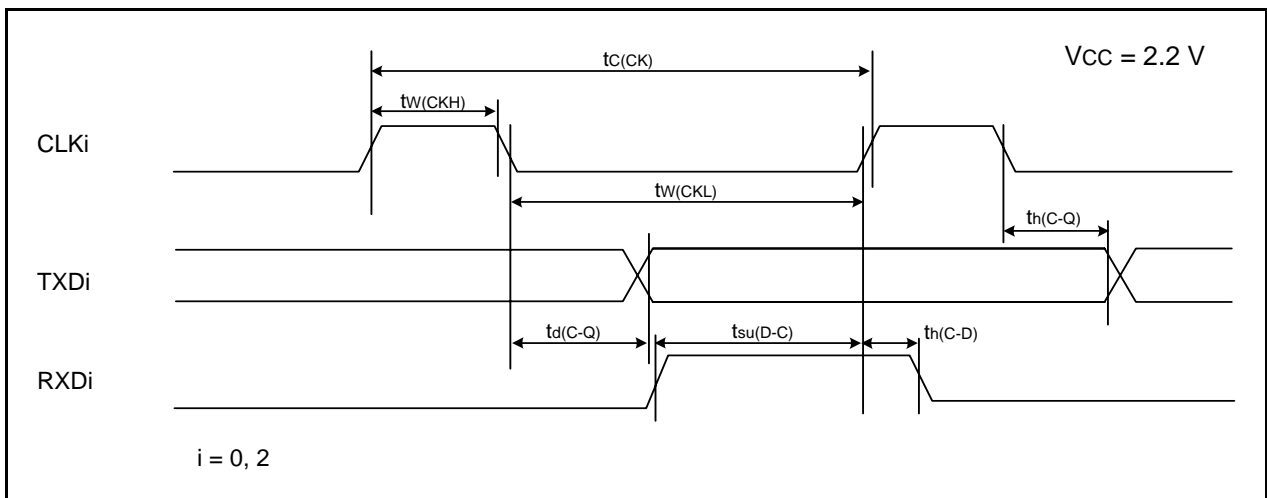 tC(CK)
VCC = 2.2 V
tW(CKH)
CLKi
tW(CKL)
th(C-Q)
TXDi
td(C-Q)
tsu(D-C)
th(C-D)
RXDi
i = 0, 2